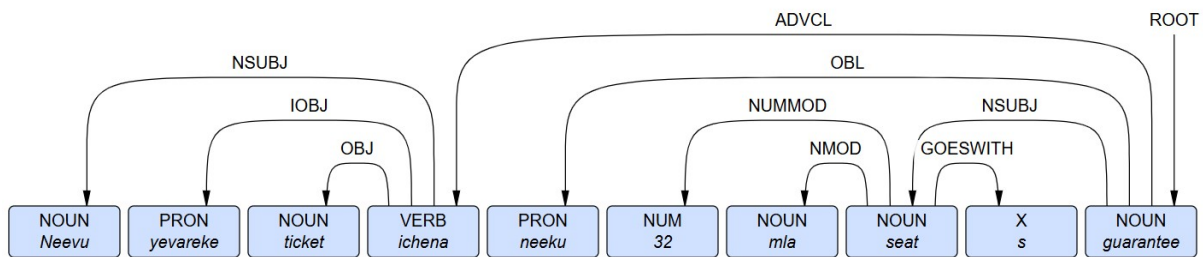 ADVCL ROOT
NSUBJ OBL
IOBJ NUMMOD NSUBJ
OBJ NMOD GOESWITH
NOUN PRON NOUN VERB PRON NUM NOUN NOUN X NOUN
Neevu yevareke ticket ichena neeku 32 mla seat s guarantee